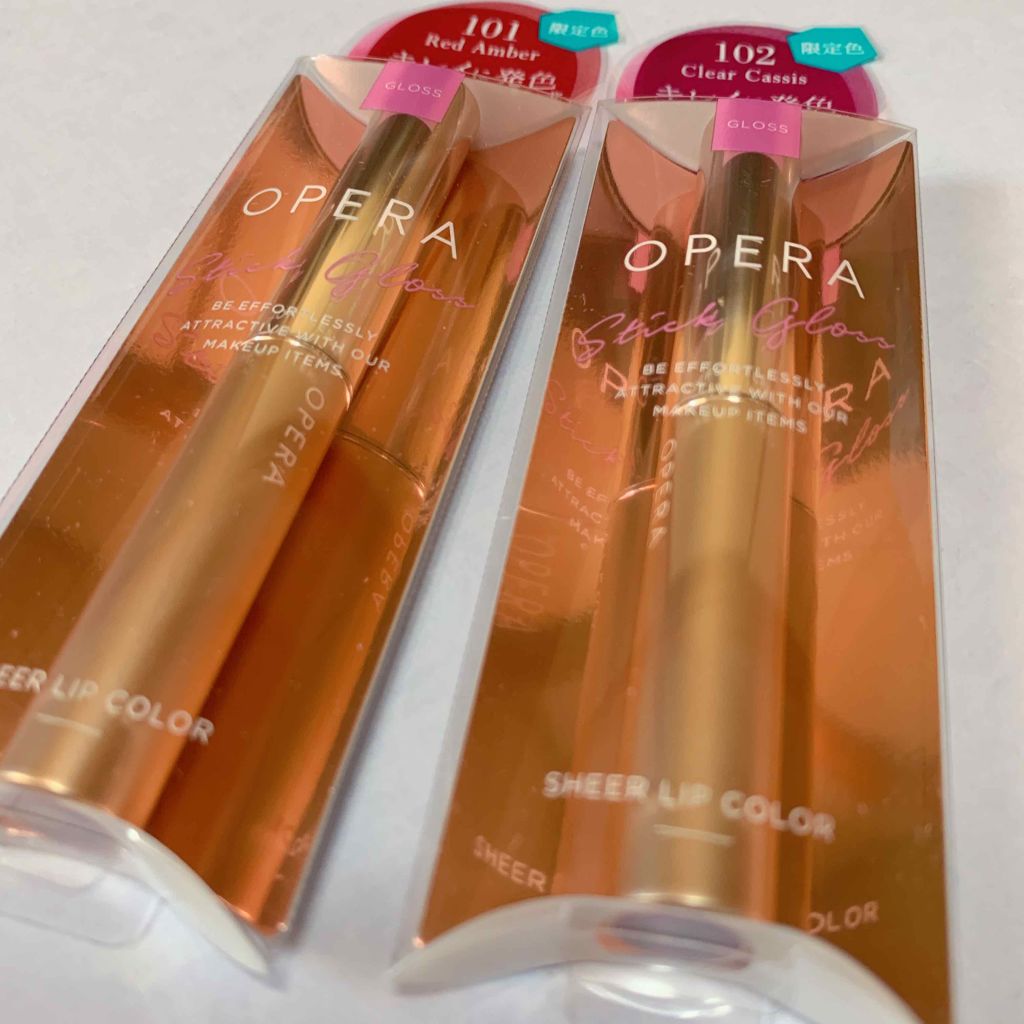 101
Red Amber
限定色
GLOSS
OPERA
Stick Gloss
BE EFFORTLESSLY
ATTRACTIVE WITH OUR
MAKEUP ITEMS
OPERA
EER LIP COLOR
102
Clear Cassis
限定色
GLOSS
OPERA
Stick Gloss
BE EFFORTLESSLY
ATTRACTIVE WITH OUR
MAKEUP ITEMS
OPERA
SHEER LIP COLOR